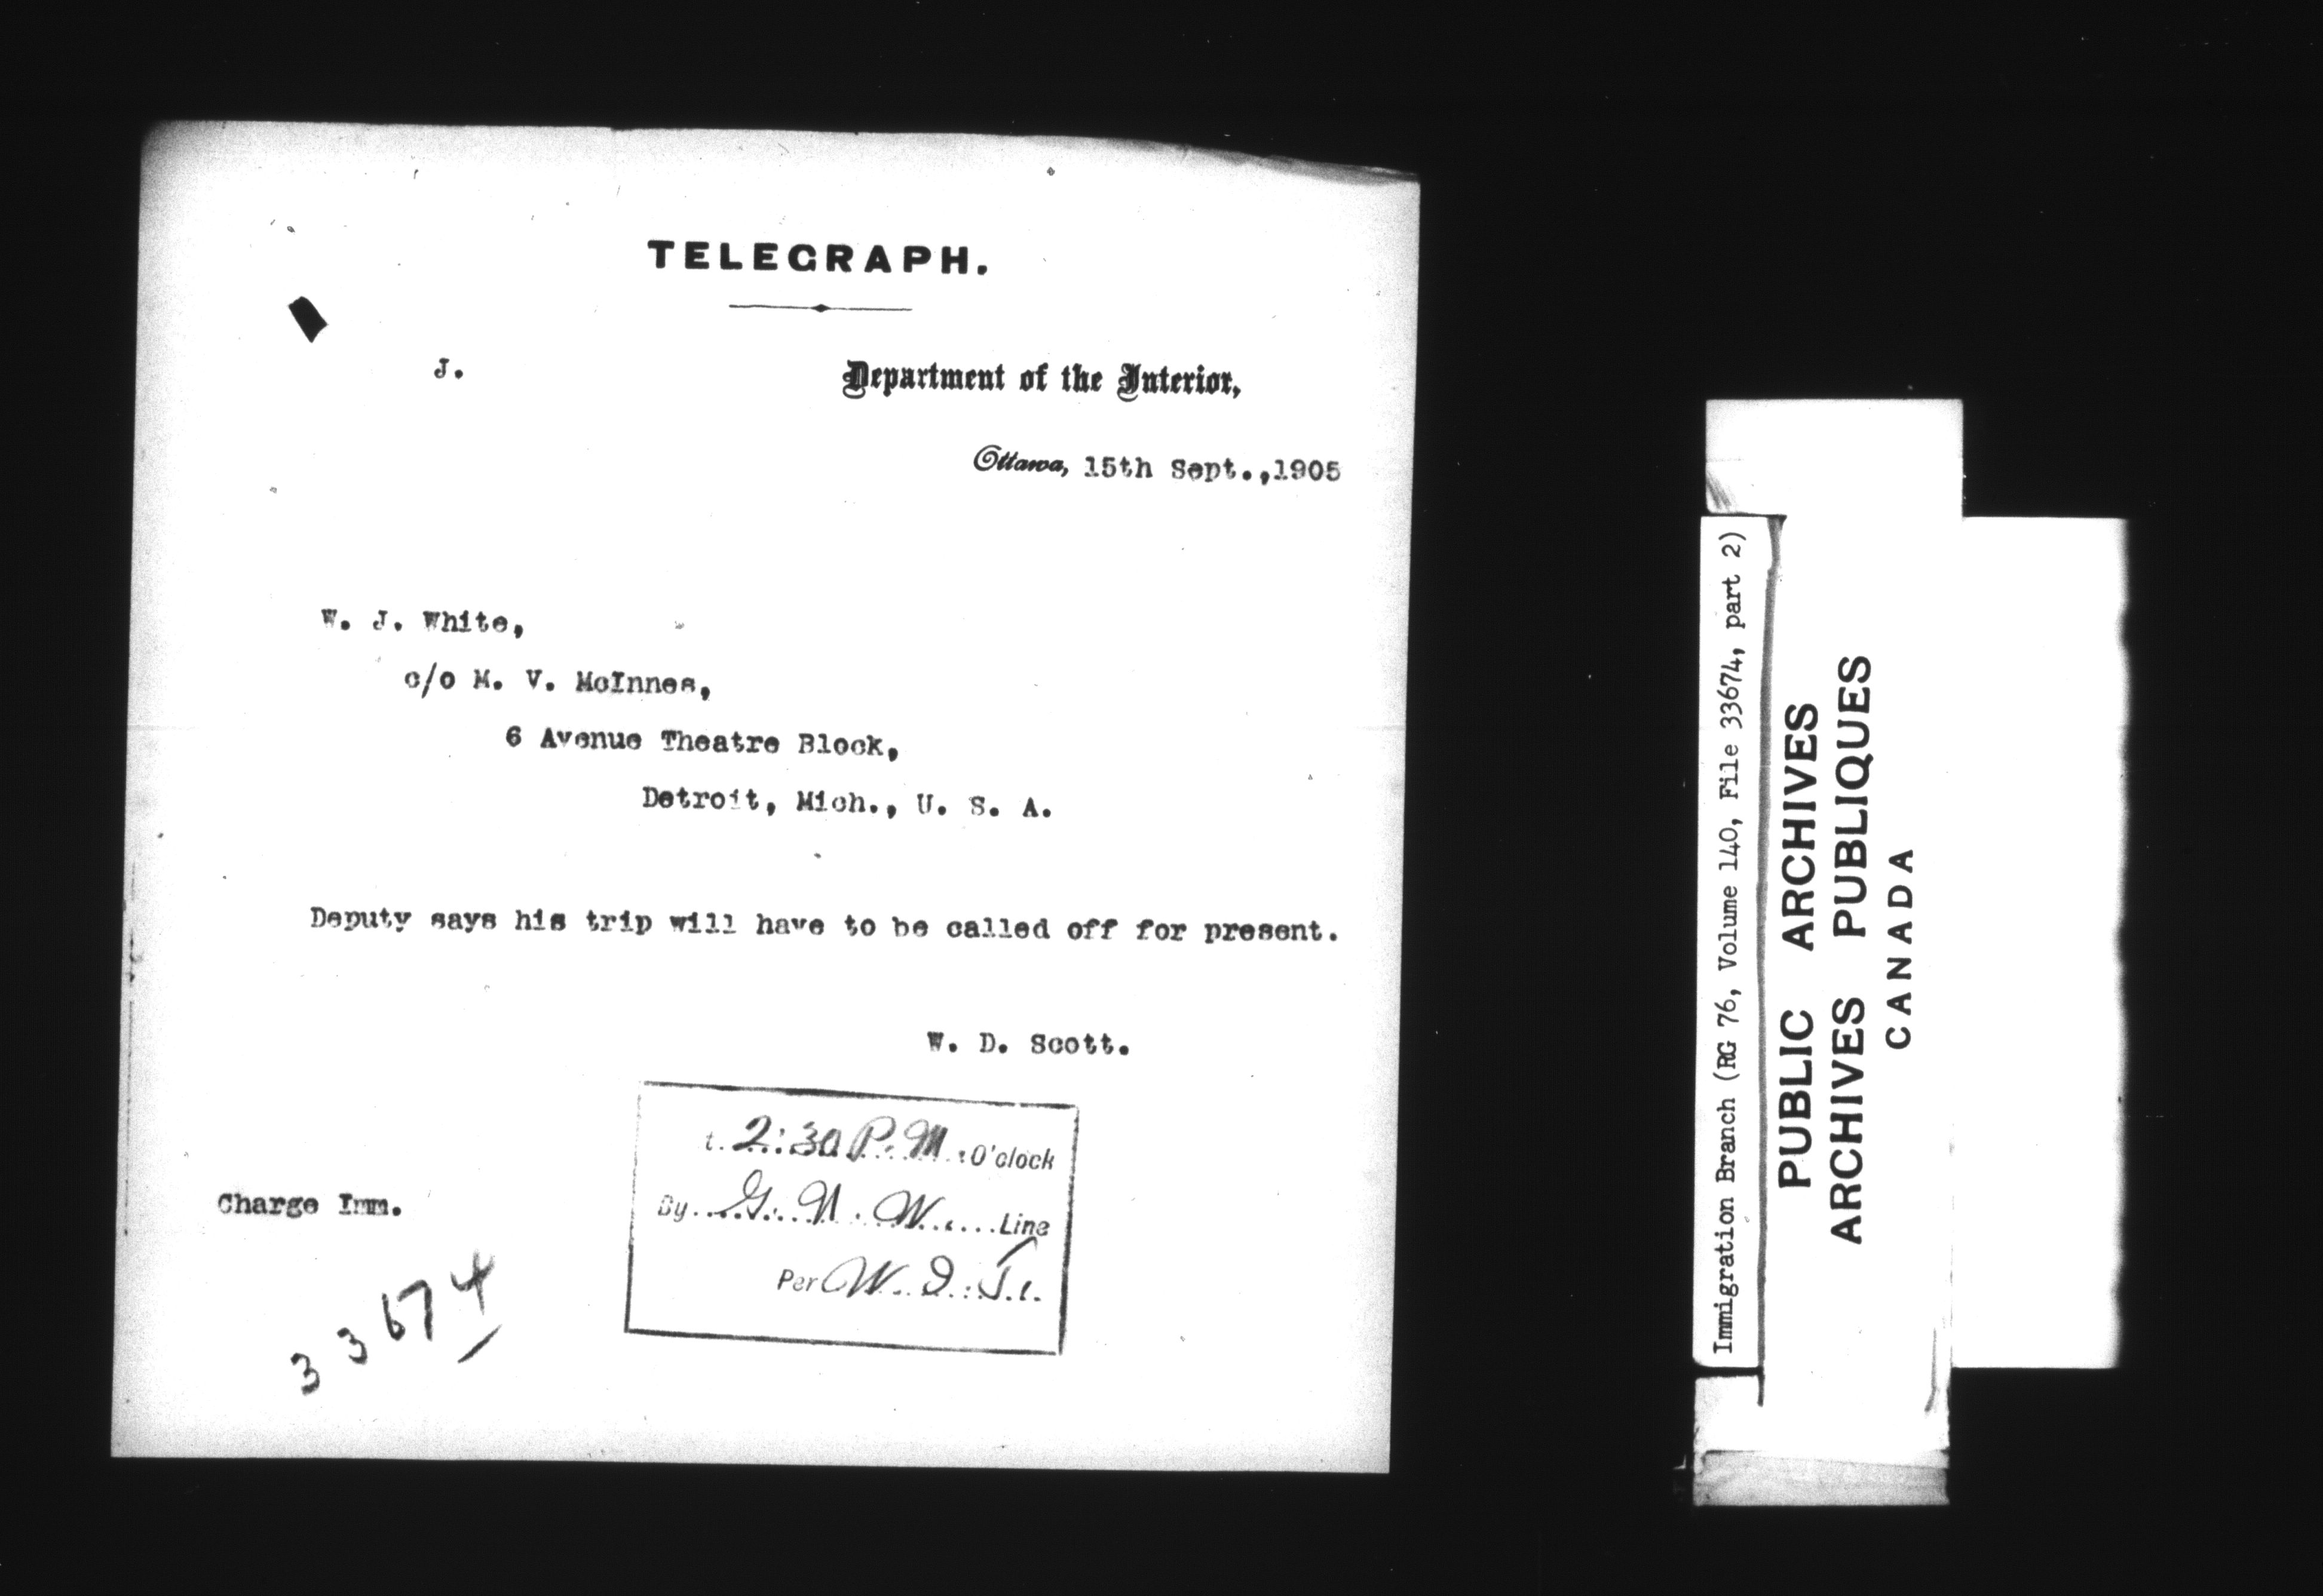 TELEGRAPH.
J.
Department of the Interior,
Ottawa, 15th Sept.,1905
W. J. White,
c/o M. V. McInnes,
6 Avenue Theatre Block,
Detroit, Mich., U. S. A.
Deputy says his trip will have to be called off for present.
W. D. Scott.
t. 2:30 P. M. O'clock
By G. N. W. Line
Per W. D. S.
Charge Imm.
33674
Immigration Branch (RG 76, Volume 140, File 33674, part 2)
PUBLIC ARCHIVES
ARCHIVES PUBLIQUES
CANADA